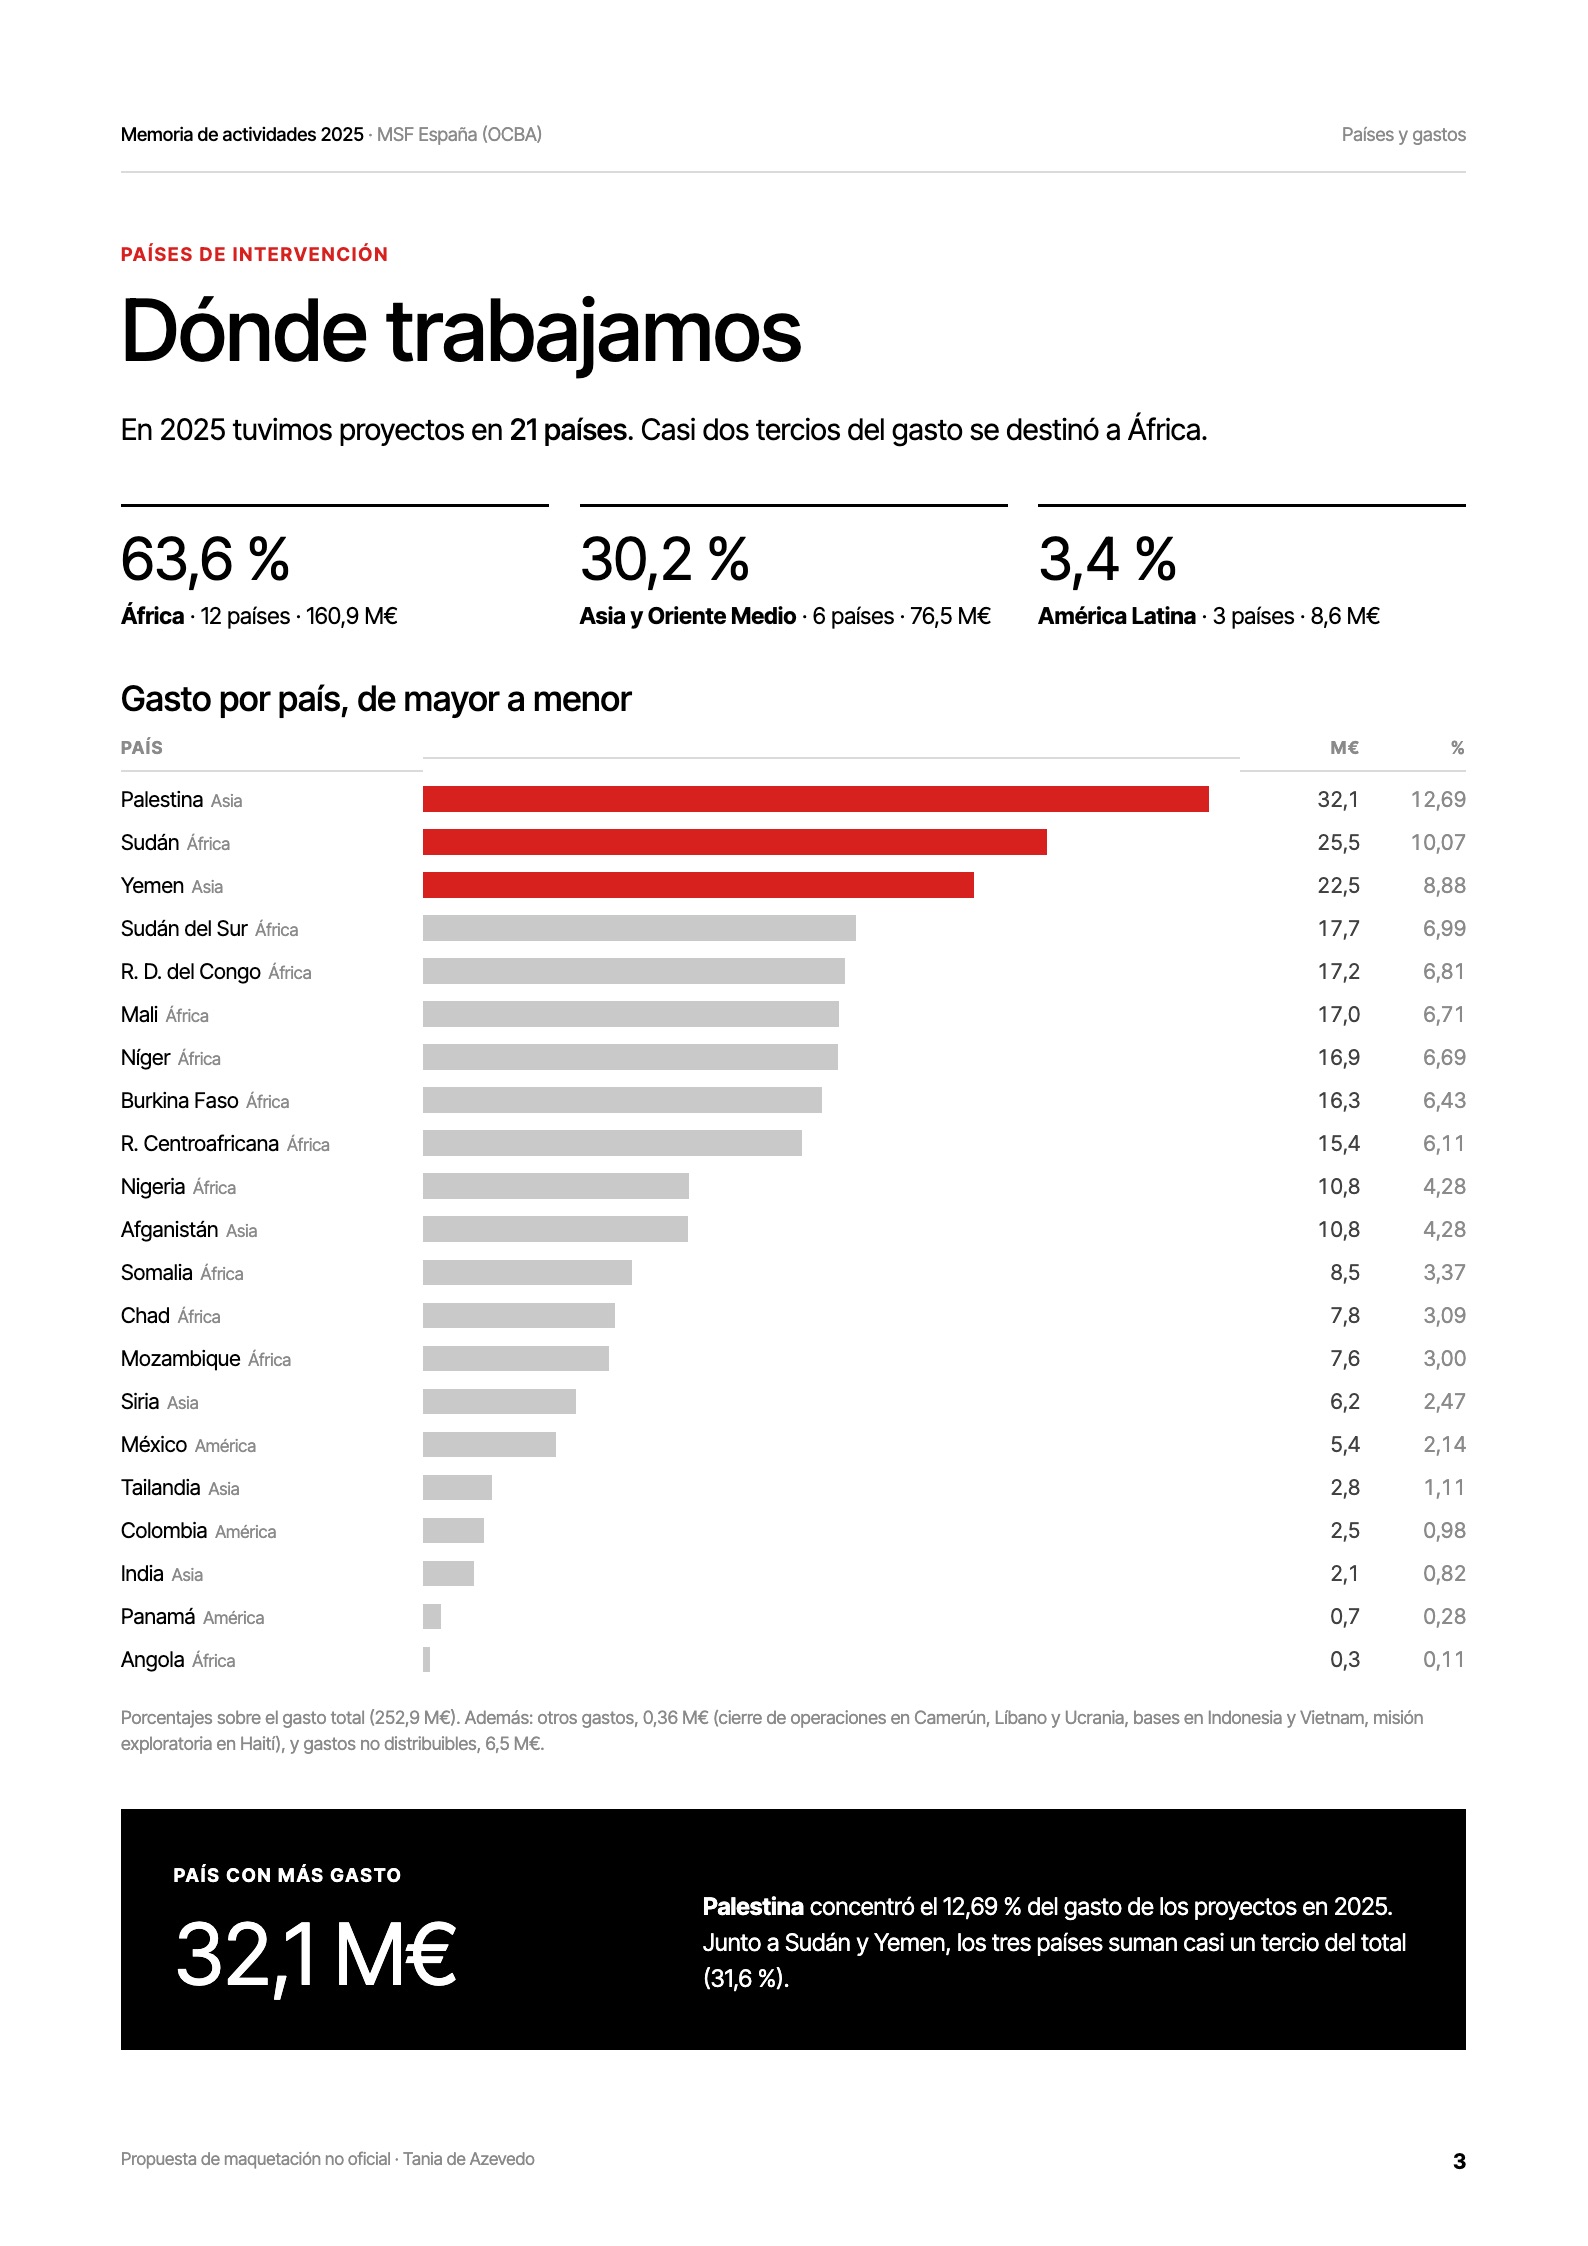 Memoria de actividades 2025 · MSF España (OCBA) Países y gastos
PAÍSES DE INTERVENCIÓN
Dónde trabajamos
En 2025 tuvimos proyectos en 21 países. Casi dos tercios del gasto se destinó a África.
63,6 % 30,2 % 3,4 %
África · 12 países · 160,9 M€ Asia y Oriente Medio · 6 países · 76,5 M€ América Latina · 3 países · 8,6 M€
Gasto por país, de mayor a menor
PAÍS M€ %
Palestina Asia 32,1 12,69
Sudán África 25,5 10,07
Yemen Asia 22,5 8,88
Sudán del Sur África 17,7 6,99
R. D. del Congo África 17,2 6,81
Mali África 17,0 6,71
Níger África 16,9 6,69
Burkina Faso África 16,3 6,43
R. Centroafricana África 15,4 6,11
Nigeria África 10,8 4,28
Afganistán Asia 10,8 4,28
Somalia África 8,5 3,37
Chad África 7,8 3,09
Mozambique África 7,6 3,00
Siria Asia 6,2 2,47
México América 5,4 2,14
Tailandia Asia 2,8 1,11
Colombia América 2,5 0,98
India Asia 2,1 0,82
Panamá América 0,7 0,28
Angola África 0,3 0,11
Porcentajes sobre el gasto total (252,9 M€). Además: otros gastos, 0,36 M€ (cierre de operaciones en Camerún, Líbano y Ucrania, bases en Indonesia y Vietnam, misión
exploratoria en Haití), y gastos no distribuibles, 6,5 M€.
PAÍS CON MÁS GASTO
32,1 M€
Palestina concentró el 12,69 % del gasto de los proyectos en 2025.
Junto a Sudán y Yemen, los tres países suman casi un tercio del total
(31,6 %).
Propuesta de maquetación no oficial · Tania de Azevedo 3